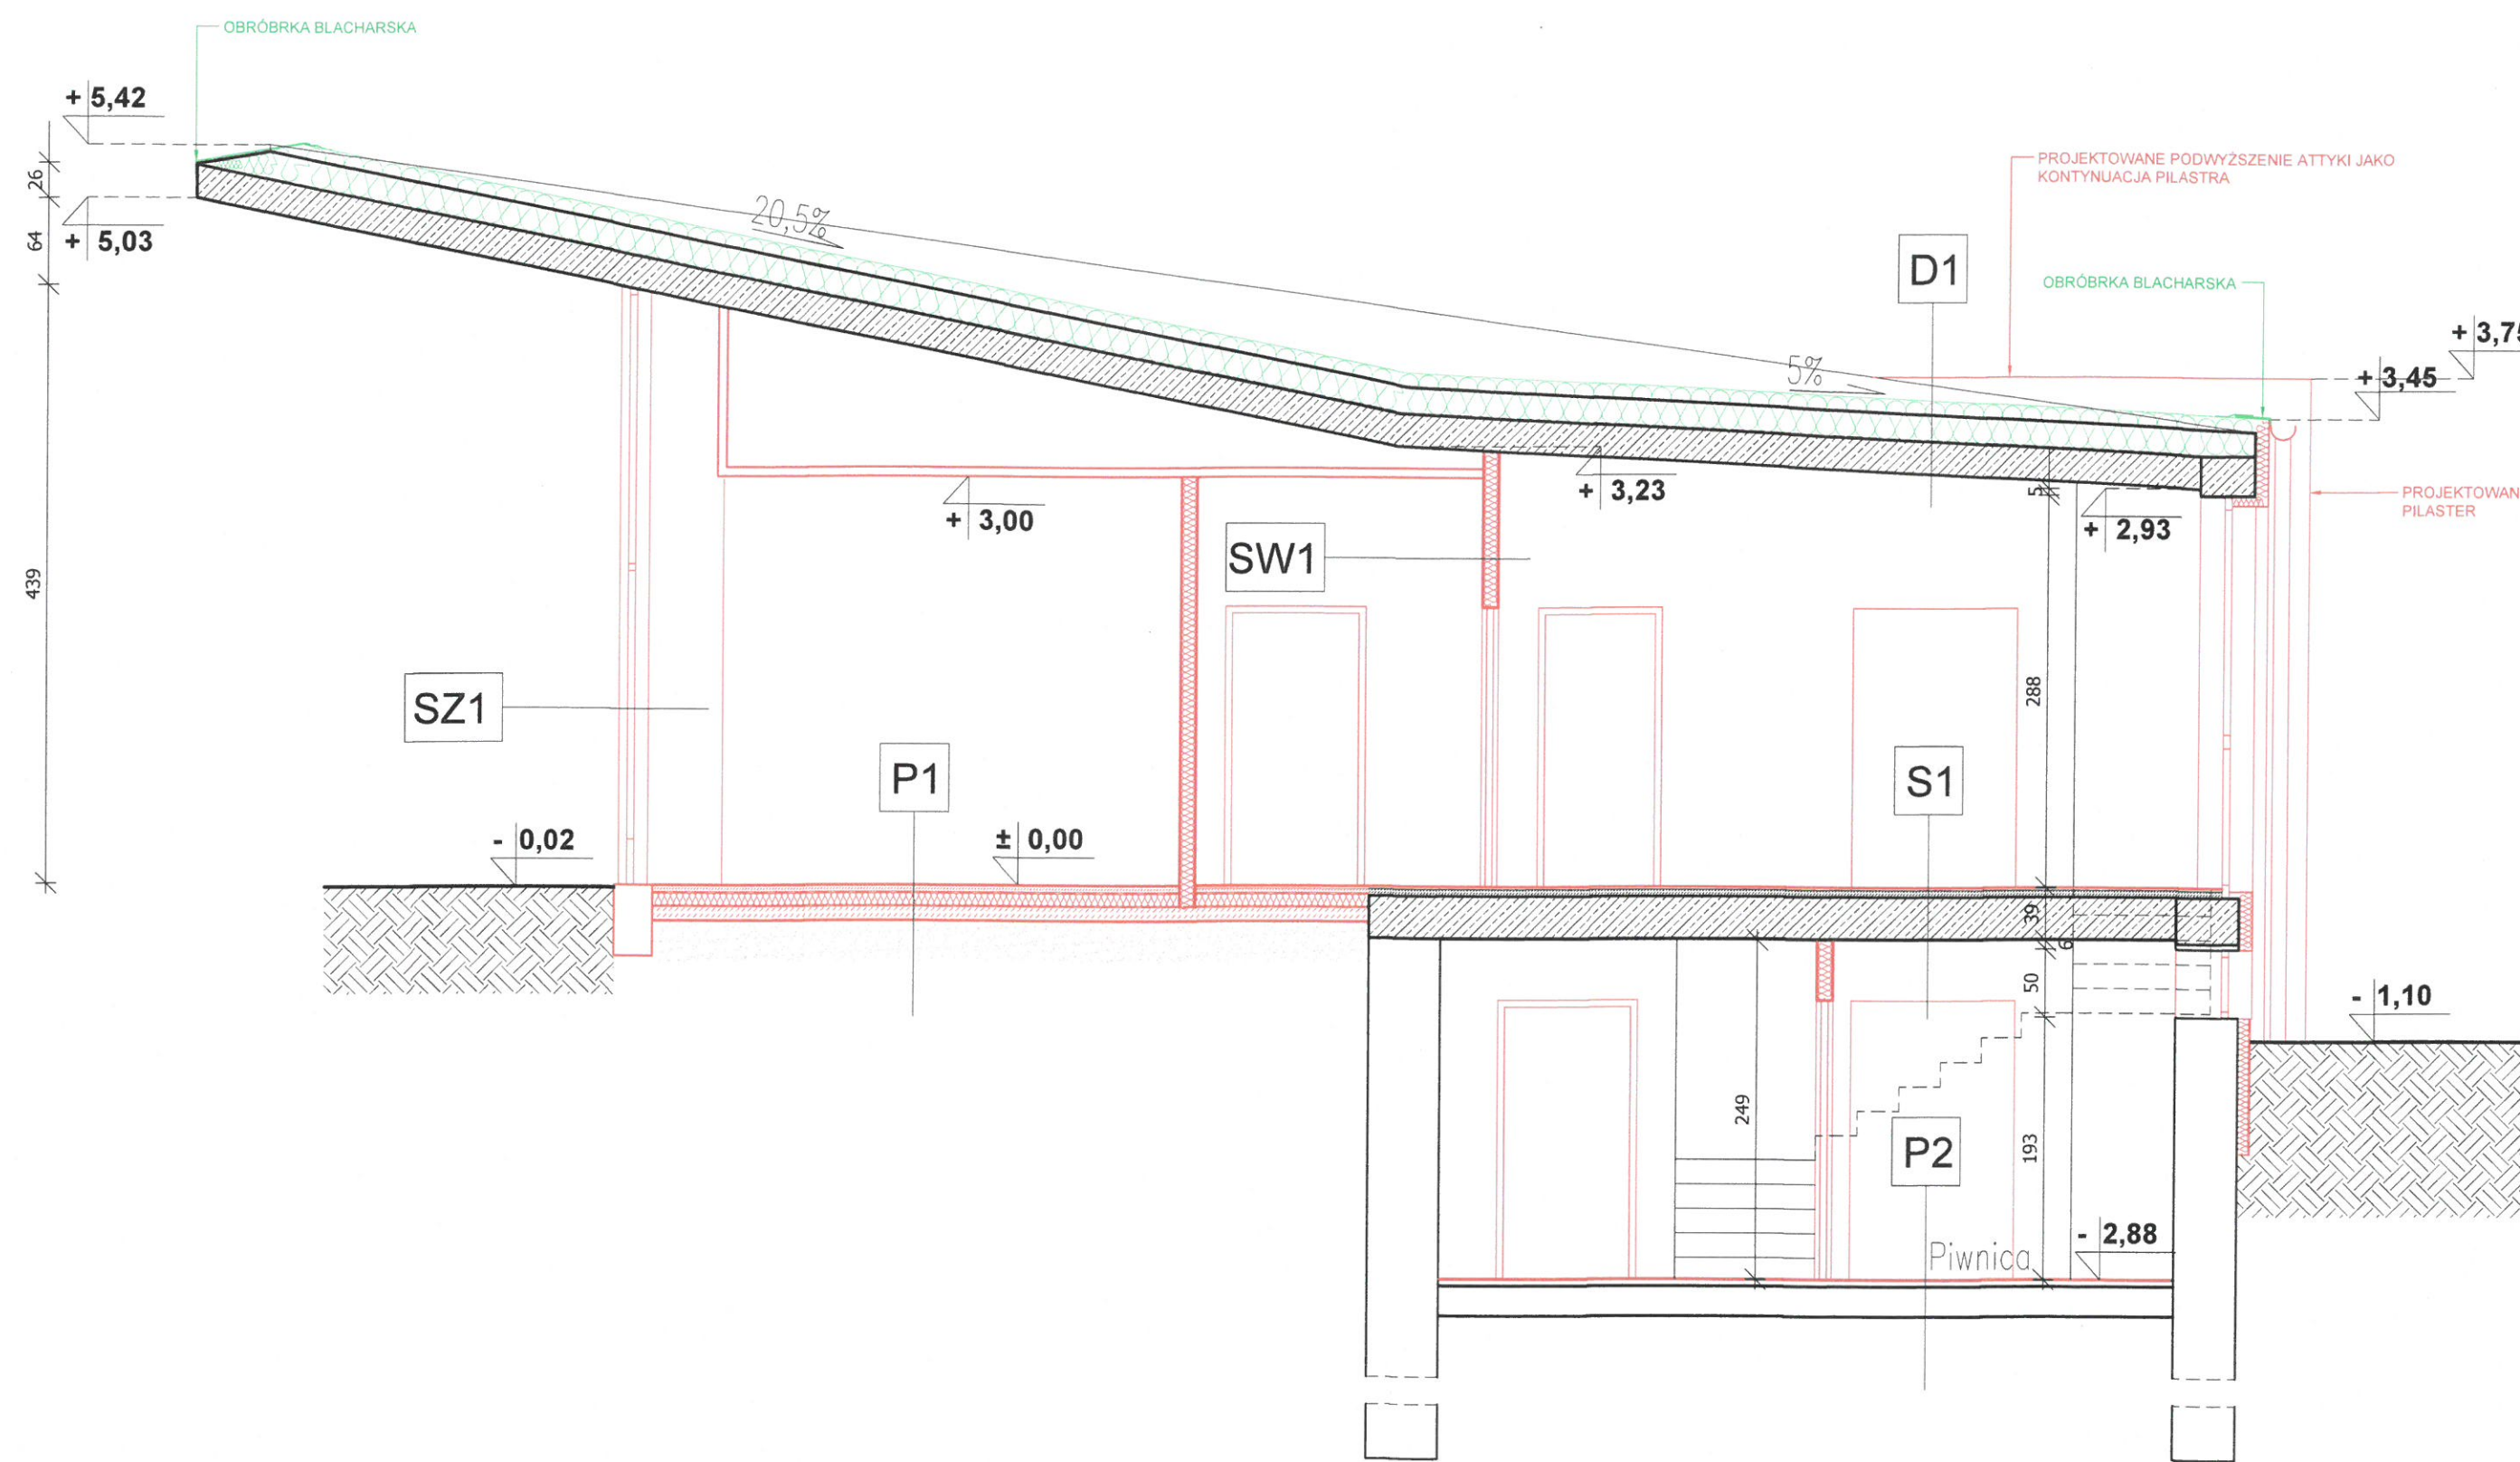 OBRÓBRKA BLACHARSKA
+ 5,42
26
+ 5,03
64
439
20,5%
PROJEKTOWANE PODWYŻSZENIE ATTYKI JAKO
KONTYNUACJA PILASTRA
D1
OBRÓBRKA BLACHARSKA
+ 3,75
+ 3,45
5%
+ 3,23
5
+ 2,93
PROJEKTOWAN
PILASTER
+ 3,00
SW1
SZ1
288
P1
S1
- 0,02
± 0,00
39
6
50
- 1,10
249
193
P2
Piwnica
- 2,88